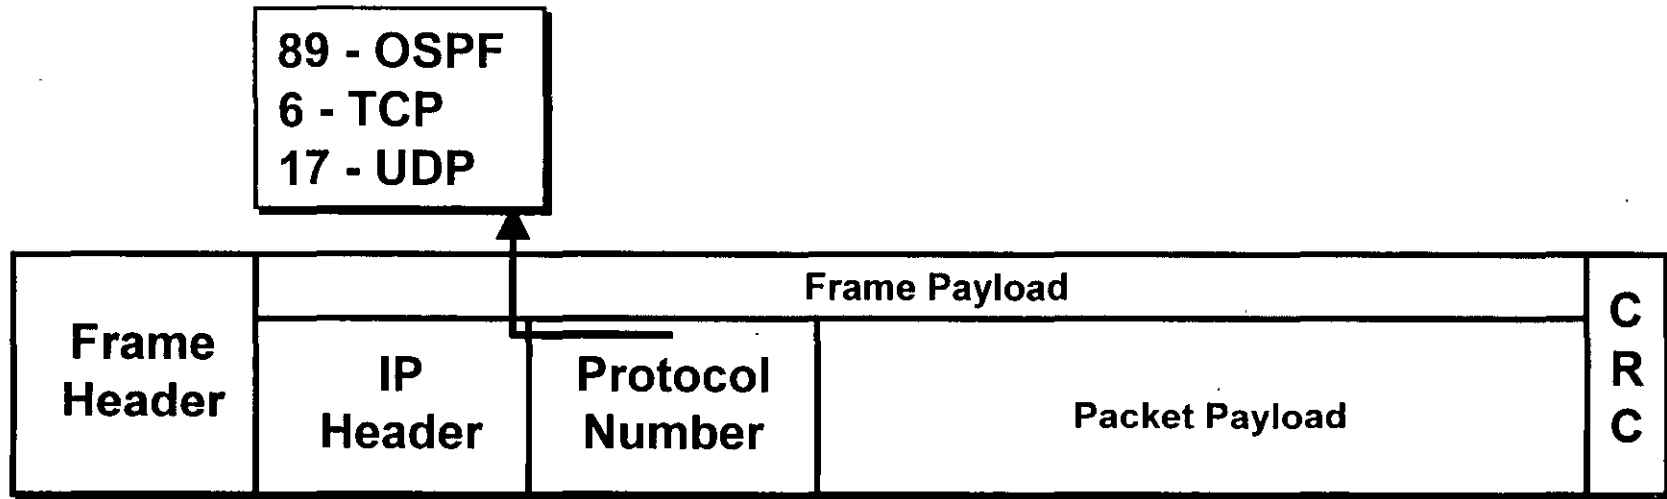 89 - OSPF
6 - TCP
17 - UDP
Frame Payload
Frame
Header
IP
Header
Protocol
Number
Packet Payload
C
R
C